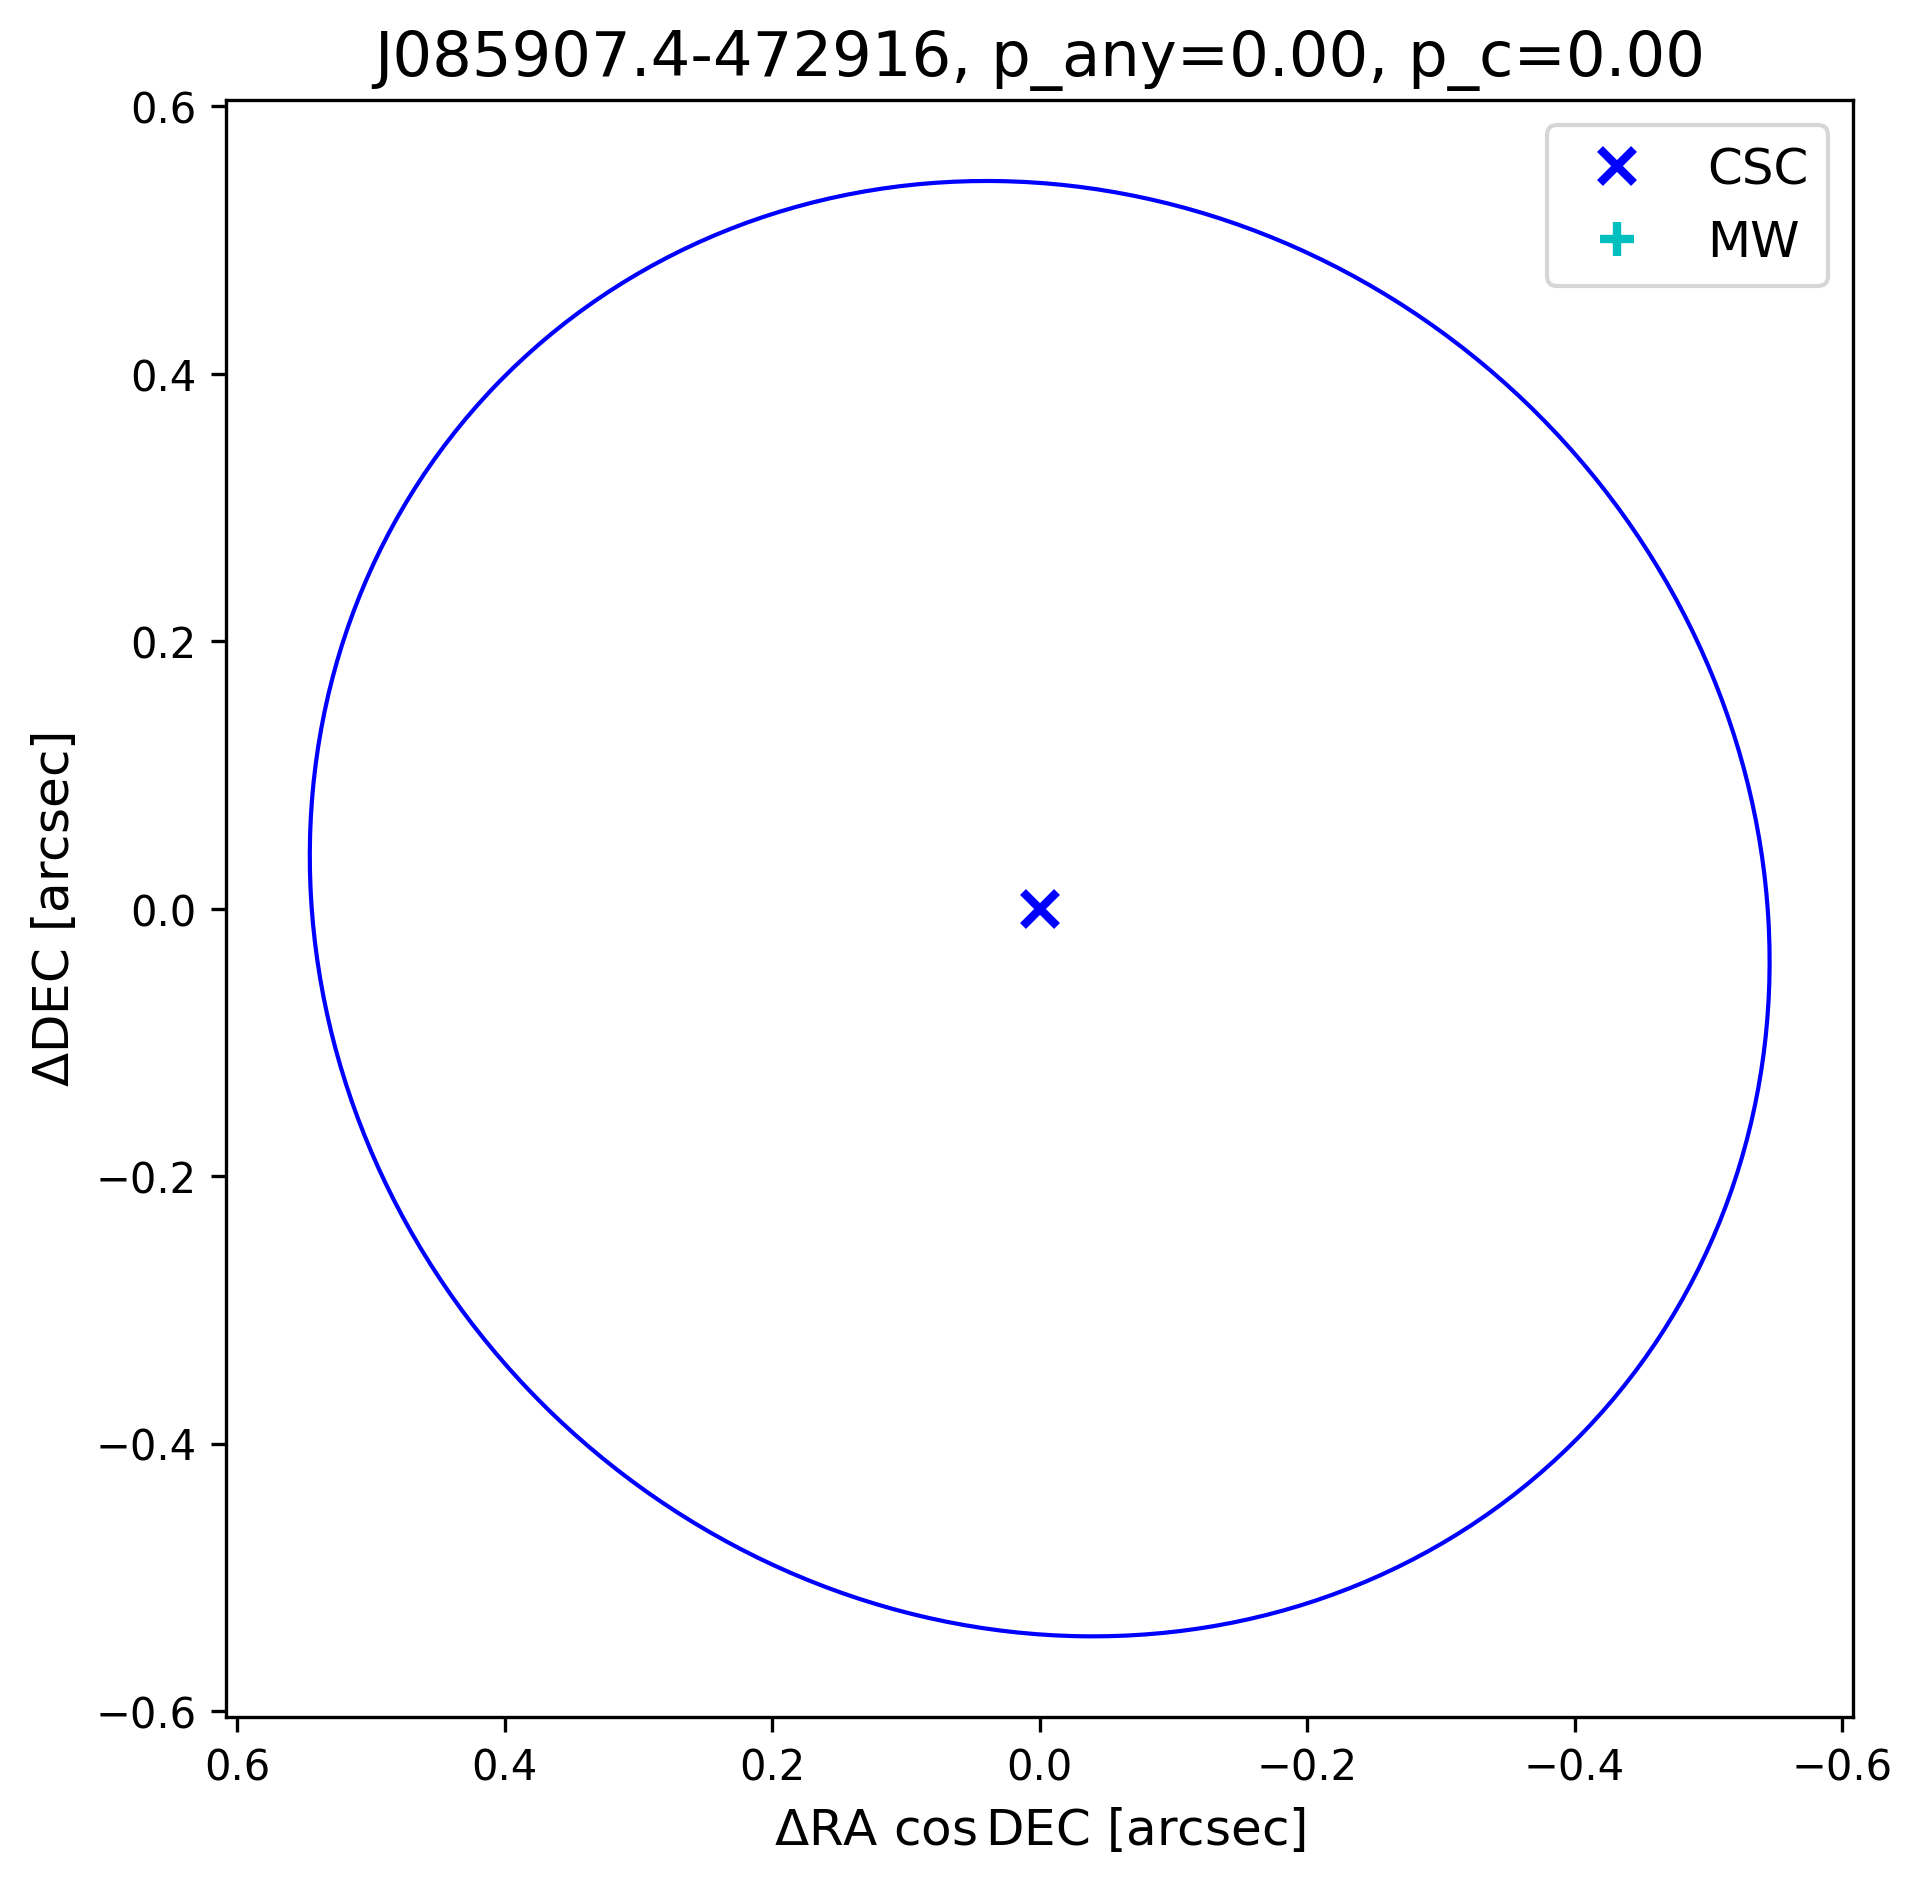 J085907.4-472916, p_any=0.00, p_c=0.00
CSC
MW
0.6
0.4
0.2
0.0
−0.2
−0.4
−0.6
ΔDEC [arcsec]
0.6 0.4 0.2 0.0 −0.2 −0.4 −0.6
ΔRA cos DEC [arcsec]